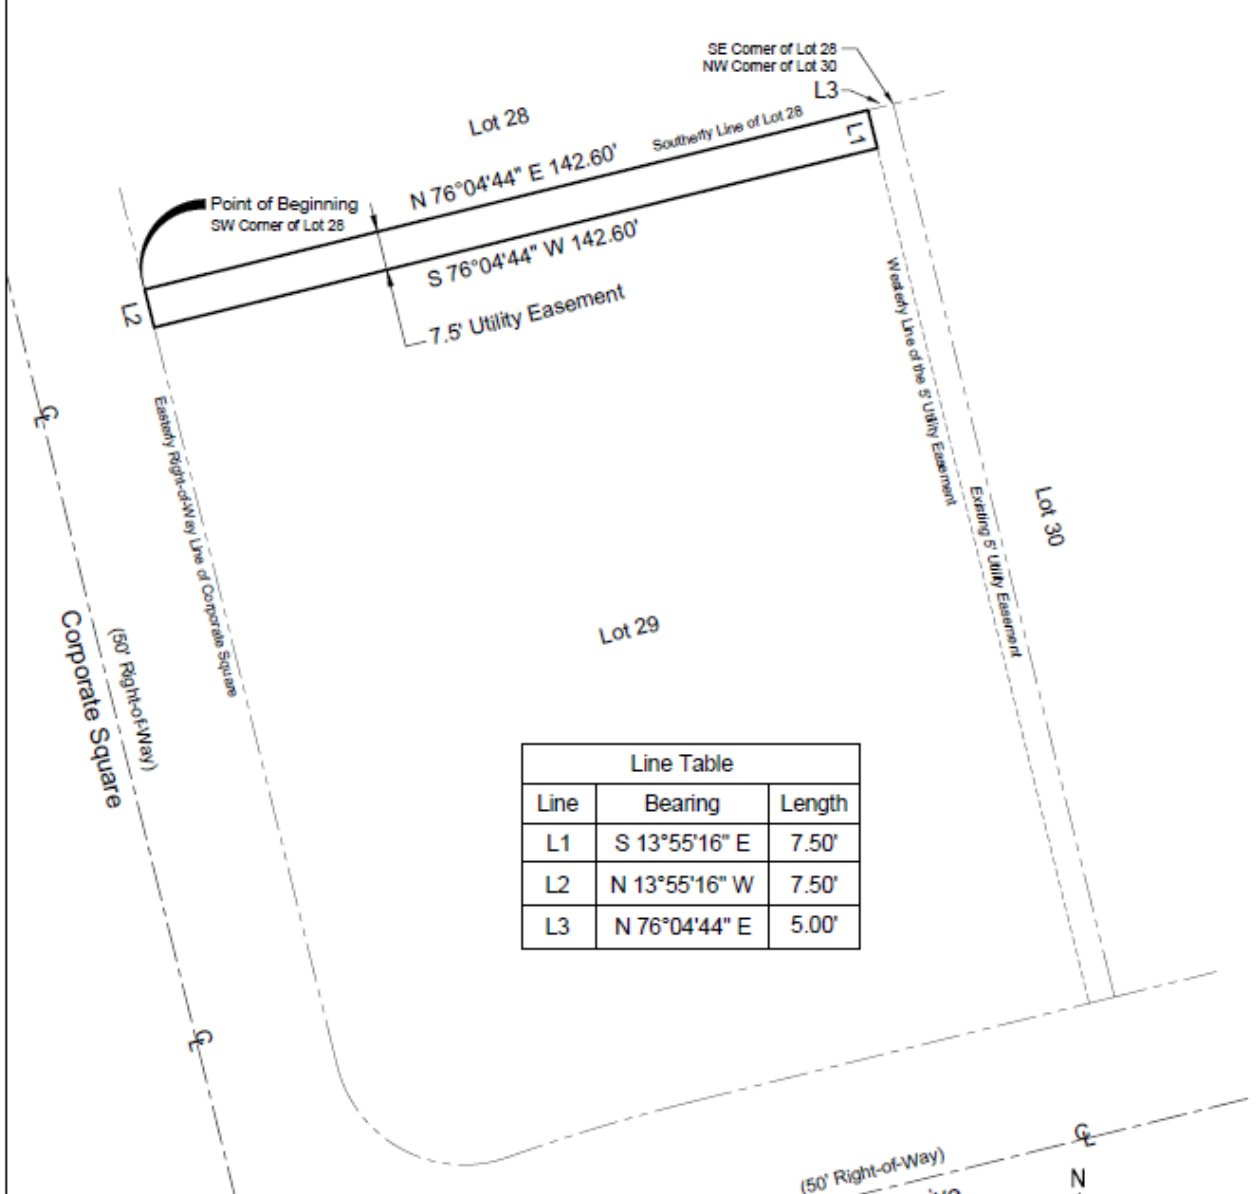 SE Corner of Lot 28
NW Corner of Lot 30
L3
Lot 28
Southerly Line of Lot 28
L1
N 76°04'44" E 142.60'
Point of Beginning
SW Corner of Lot 28
S 76°04'44" W 142.60'
L2
7.5' Utility Easement
Westerly Line of the 5' Utility Easement
Easterly Right-of-Way Line of Corporate Square
Existing 5' Utility Easement
Lot 30
Lot 29
Corporate Square
(50' Right-of-Way)
Line Table
Line Bearing Length
L1 S 13°55'16" E 7.50'
L2 N 13°55'16" W 7.50'
L3 N 76°04'44" E 5.00'
(50' Right-of-Way)
N